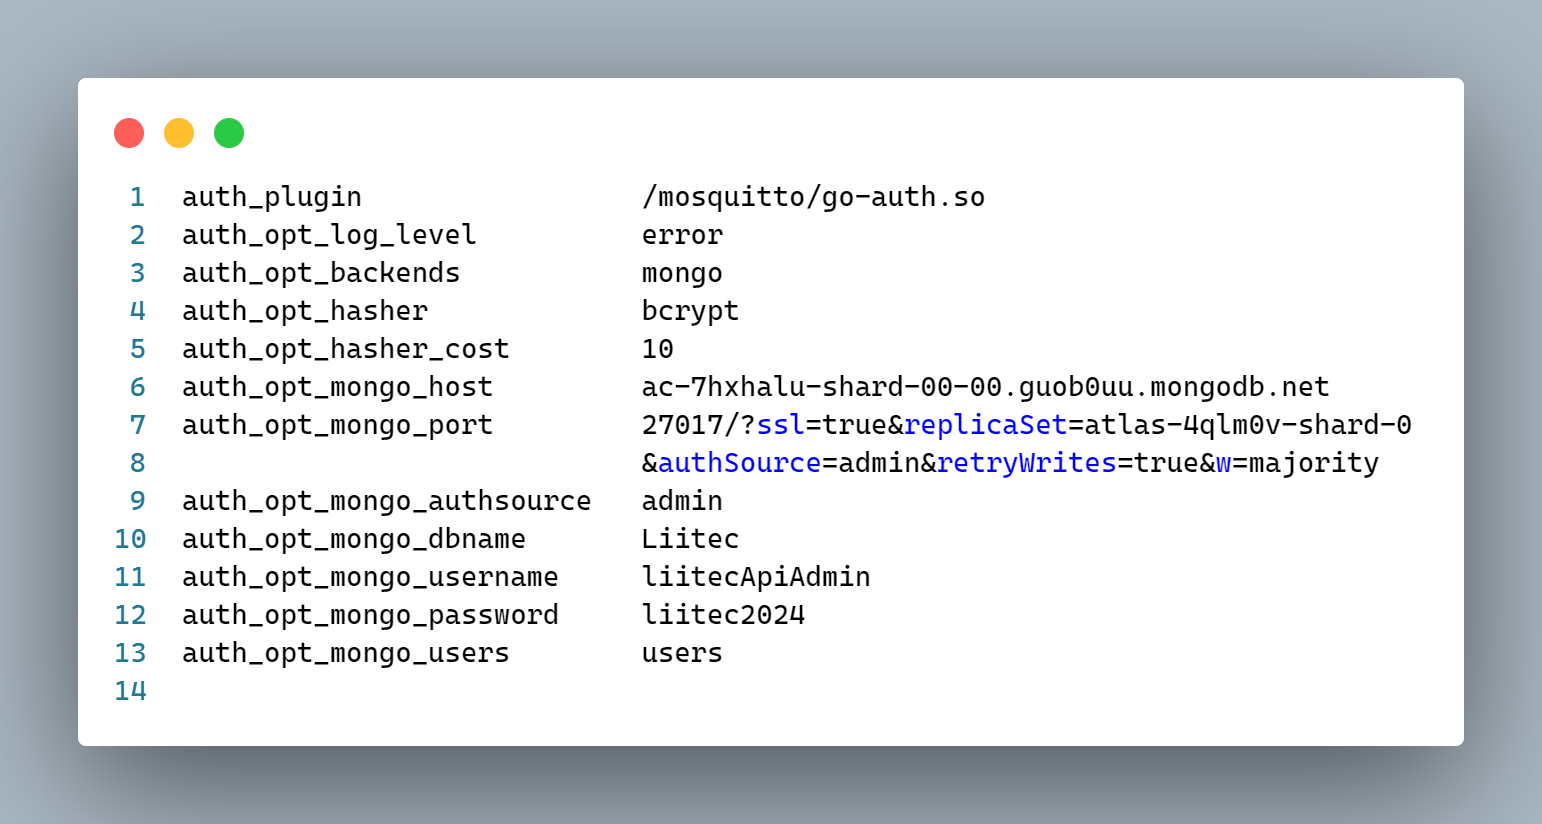 1 auth_plugin /mosquitto/go-auth.so
2 auth_opt_log_level error
3 auth_opt_backends mongo
4 auth_opt_hasher bcrypt
5 auth_opt_hasher_cost 10
6 auth_opt_mongo_host ac-7hxhalu-shard-00-00.guob0uu.mongodb.net
7 auth_opt_mongo_port 27017/?ssl=true&replicaSet=atlas-4qlm0v-shard-0
8 &authSource=admin&retryWrites=true&w=majority
9 auth_opt_mongo_authsource admin
10 auth_opt_mongo_dbname Liitec
11 auth_opt_mongo_username liitecApiAdmin
12 auth_opt_mongo_password liitec2024
13 auth_opt_mongo_users users
14